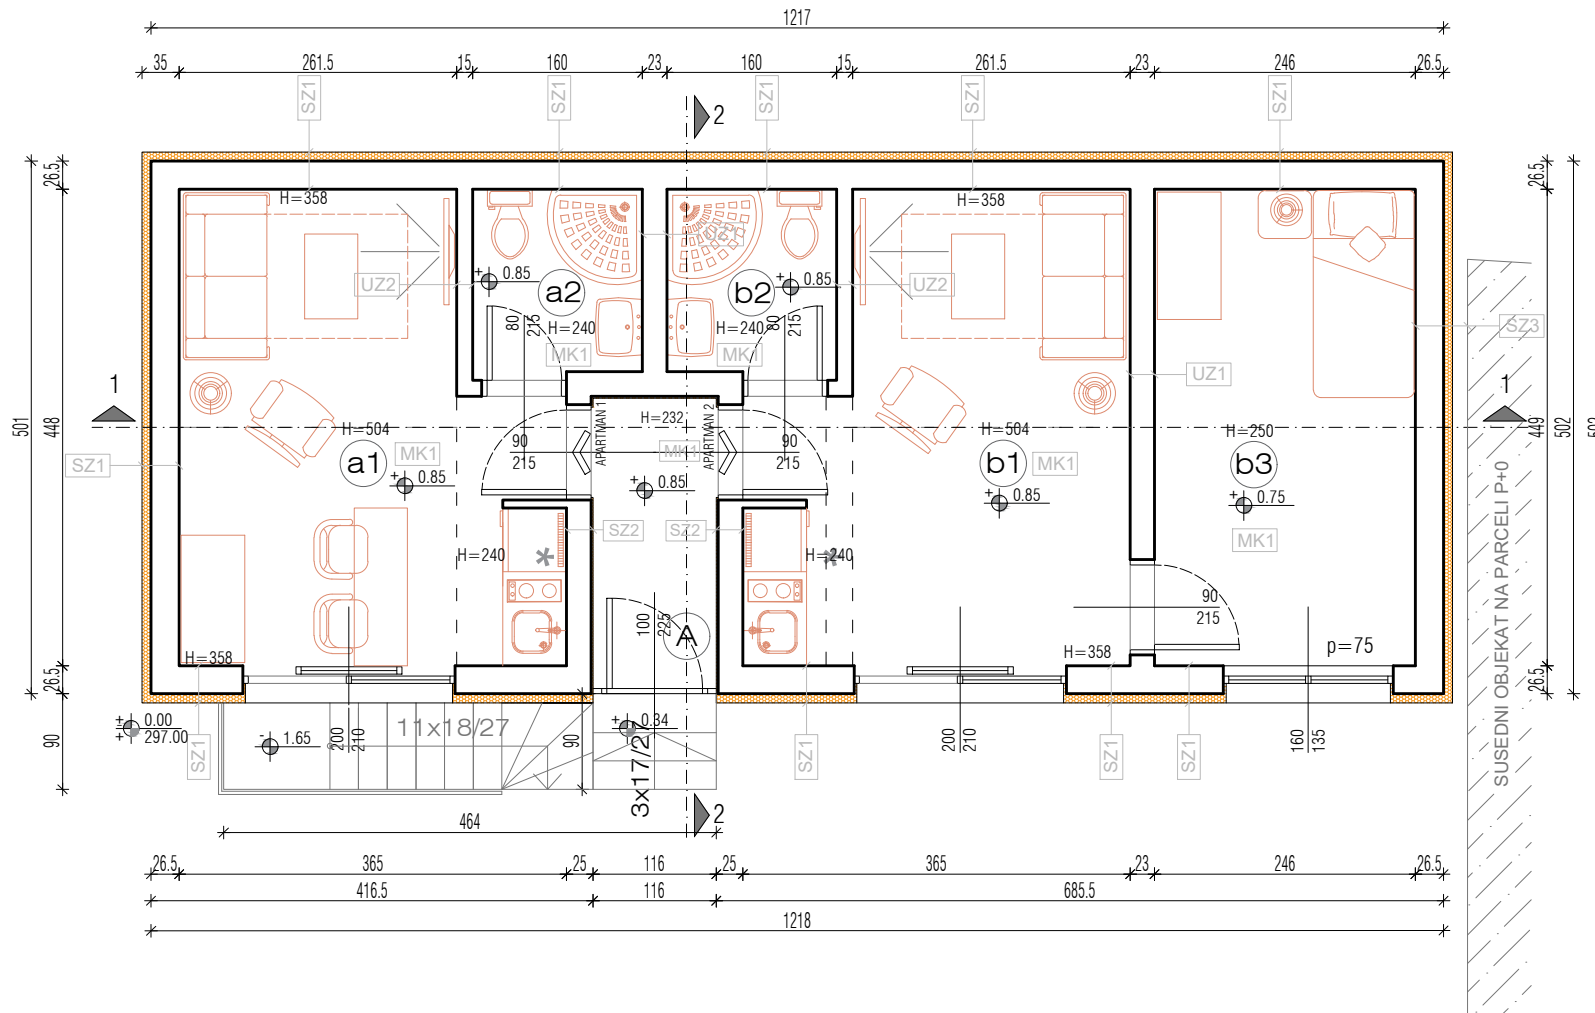 1217
35 261.5 15 160 23 160 15 261.5 23 246 26.5
SZ1 SZ1 SZ1 SZ1 SZ1
2
26.5 26.5
H=358 H=358
UZ2 UZ2
+ 0.85 a2 b2 + 0.85
80 215 H=240 H=240 80 215
MK1 MK1
SZ3
UZ1
1 1
501 448 449 502 502
APARTMAN 1 H=232 APARTMAN 2
H=504 H=504 H=250
90 215 MK1 90 215
SZ1 a1 MK1 b1 MK1 b3
+ 0.85 + 0.85 + 0.85 + 0.75
SZ2 SZ2
MK1
H=240 H=240
SUSEDNI OBJEKAT NA PARCELI P+0
100 225 A
90 215
H=358 H=358 p=75
26.5 26.5
± 0.00
+ 297.00
- 1.65
200 210
11x18/27
90 90
+ 0.34
3x17/27
200 210
160 135
SZ1 SZ1 SZ1 SZ1
2
464
26.5 365 25 116 25 365 23 246 26.5
416.5 116 685.5
1218